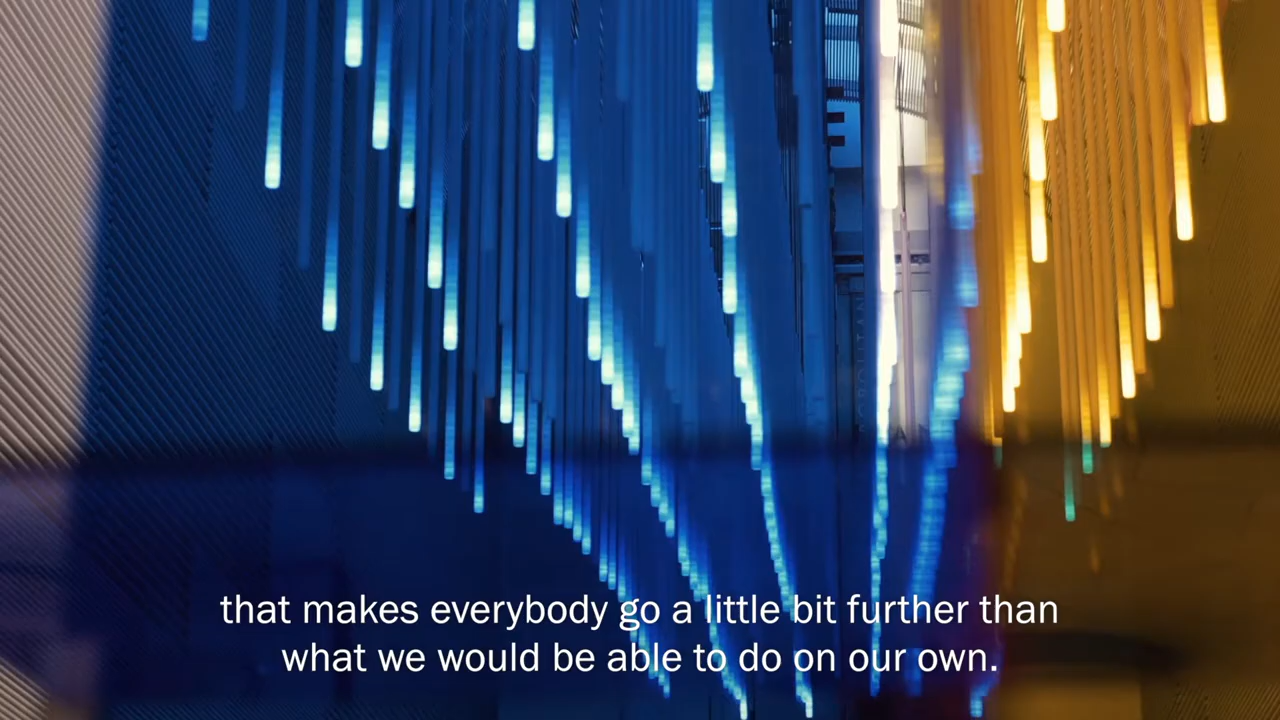 that makes everybody go a little bit further than
what we would be able to do on our own.